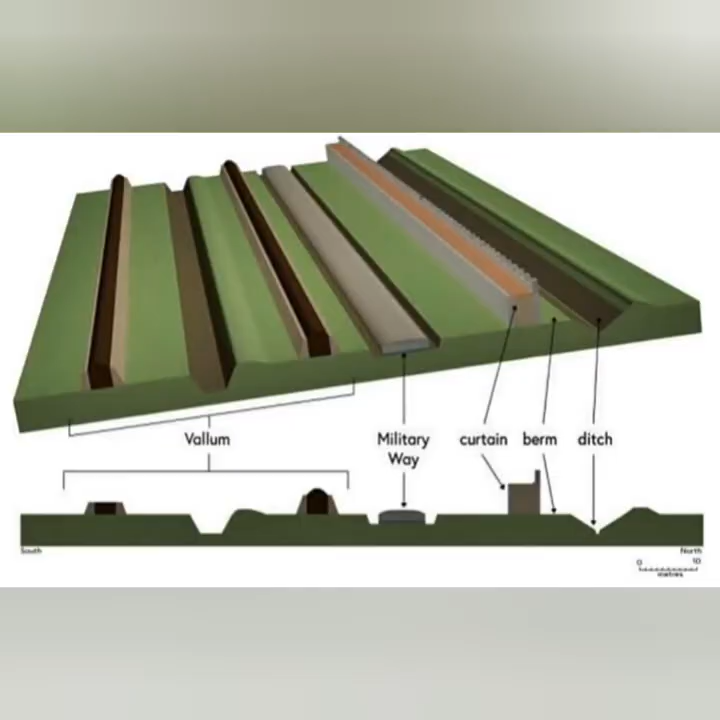 Vallum
Military
Way
curtain
berm
ditch
South
North
0
10
metres